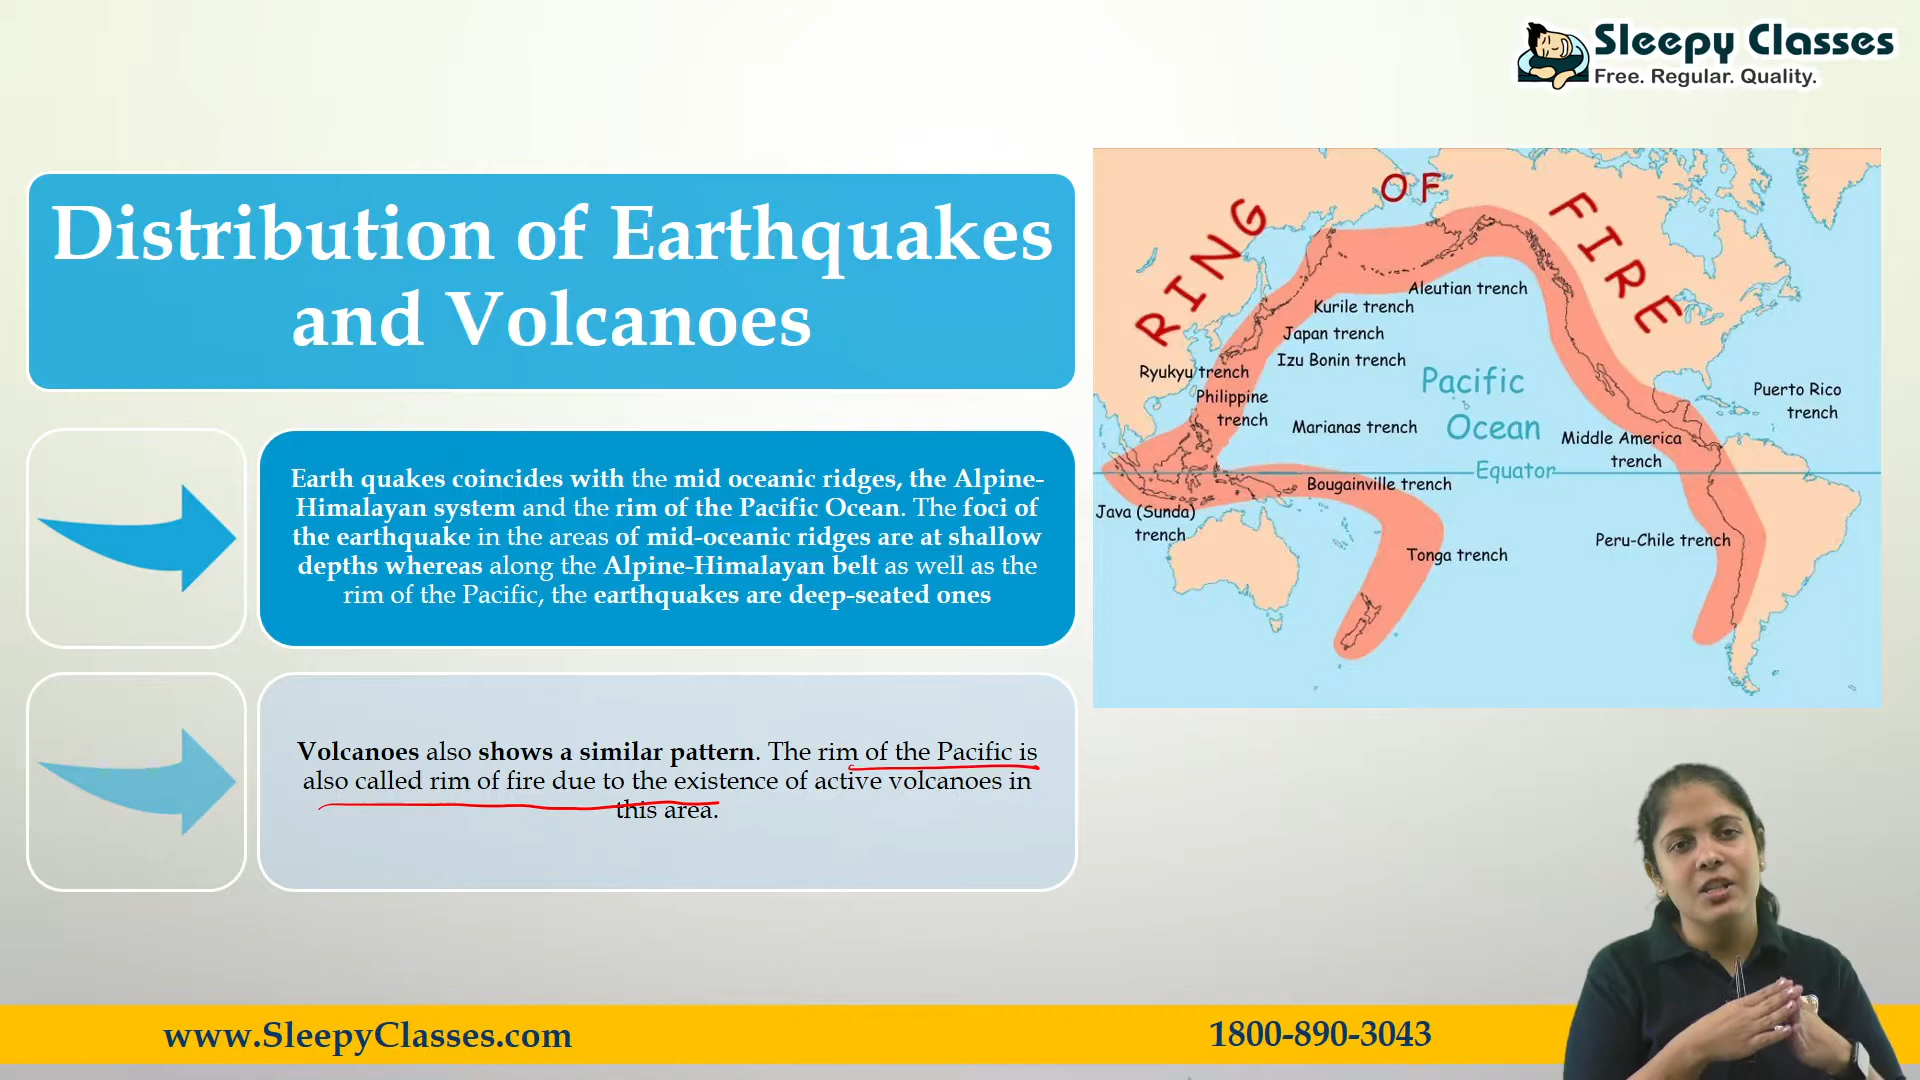 Sleepy Classes
Free. Regular. Quality.
Distribution of Earthquakes
and Volcanoes
Earth quakes coincides with the mid oceanic ridges, the Alpine-
Himalayan system and the rim of the Pacific Ocean. The foci of
the earthquake in the areas of mid-oceanic ridges are at shallow
depths whereas along the Alpine-Himalayan belt as well as the
rim of the Pacific, the earthquakes are deep-seated ones
Volcanoes also shows a similar pattern. The rim of the Pacific is
also called rim of fire due to the existence of active volcanoes in
this area.
RING OF FIRE
Aleutian trench
Kurile trench
Japan trench
Izu Bonin trench
Ryukyu trench
Philippine
trench
Marianas trench
Pacific
Ocean
Puerto Rico
trench
Middle America
trench
Equator
Bougainville trench
Java (Sunda)
trench
Tonga trench
Peru-Chile trench
www.SleepyClasses.com
1800-890-3043